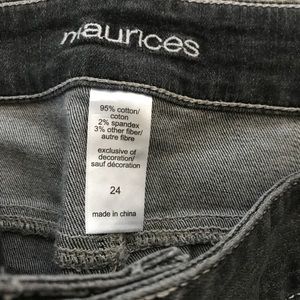 maurices
95% cotton/
coton
2% spandex
3% other fiber/
autre fibre
exclusive of
decoration/
sauf décoration
24
made in china